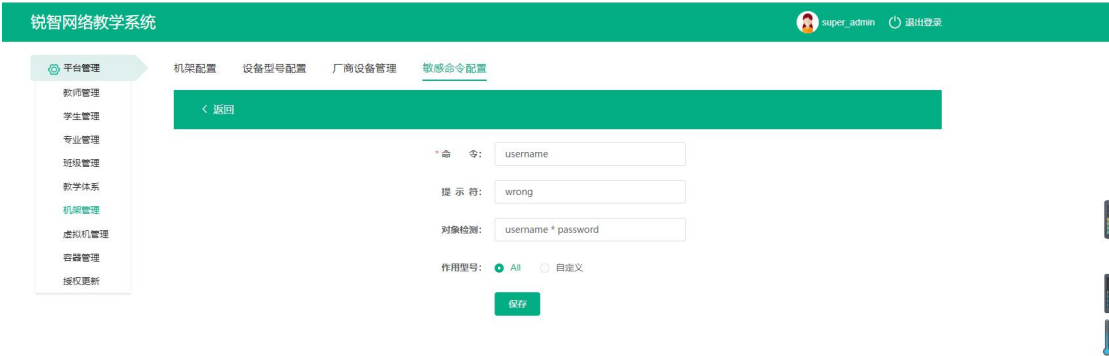 锐智网络教学系统
super_admin 退出登录
平台管理
教师管理
学生管理
专业管理
班级管理
教学体系
机架管理
虚拟机管理
容器管理
授权更新
机架配置 设备型号配置 厂商设备管理 敏感命令配置
< 返回
*命 令: username
提 示 符: wrong
对象检测: username * password
作用型号: All 自定义
保存